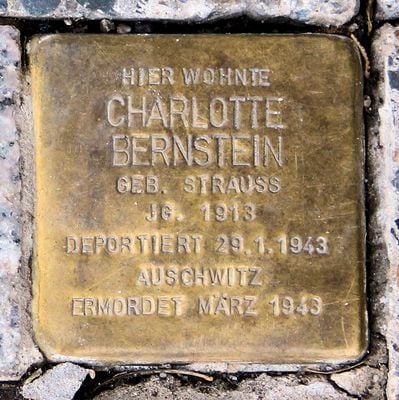 HIER WOHNTE
CHARLOTTE
BERNSTEIN
GEB. STRAUSS
JG. 1913
DEPORTIERT 29.1.1943
AUSCHWITZ
ERMORDET MÄRZ 1943